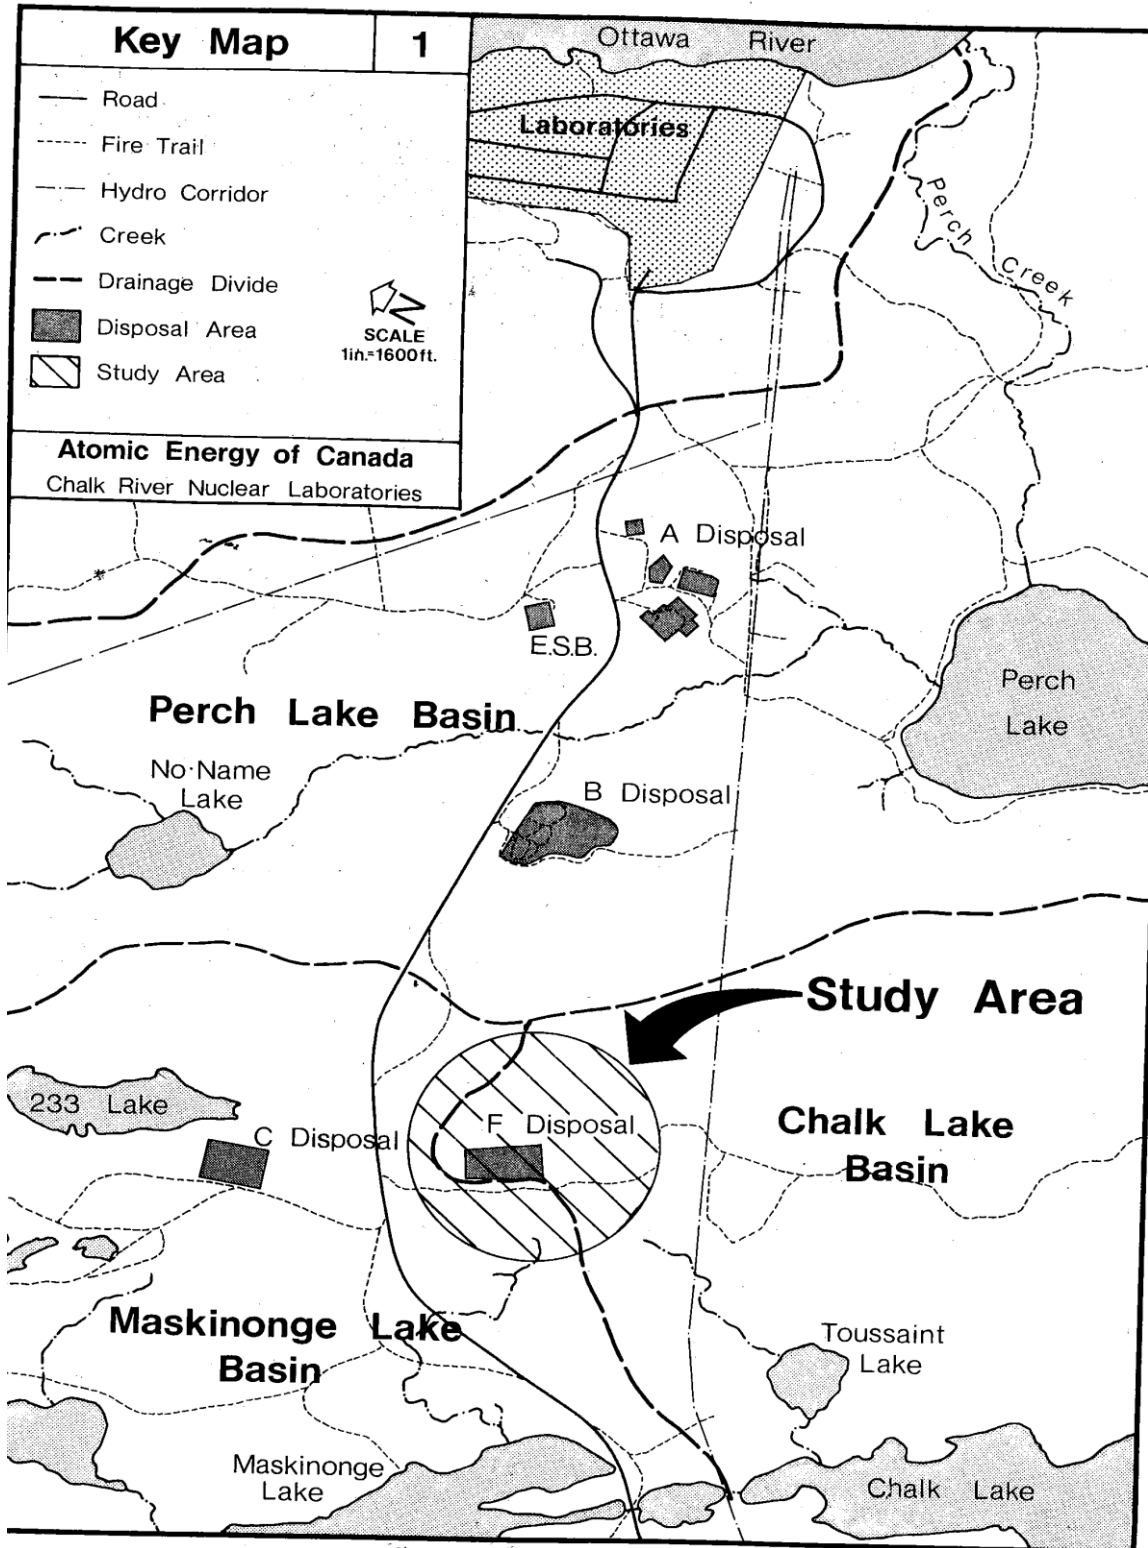 Key Map 1
Road
Fire Trail
Hydro Corridor
Creek
Drainage Divide
Disposal Area
Study Area
N
SCALE
1in.=1600ft.
Atomic Energy of Canada
Chalk River Nuclear Laboratories
Ottawa River
Laboratories
Perch Creek
A Disposal
E.S.B.
Perch
Lake
Perch Lake Basin
No-Name
Lake
B Disposal
Study Area
233 Lake
C Disposal
F Disposal
Chalk Lake
Basin
Maskinonge Lake
Basin
Toussaint
Lake
Maskinonge
Lake
Chalk Lake